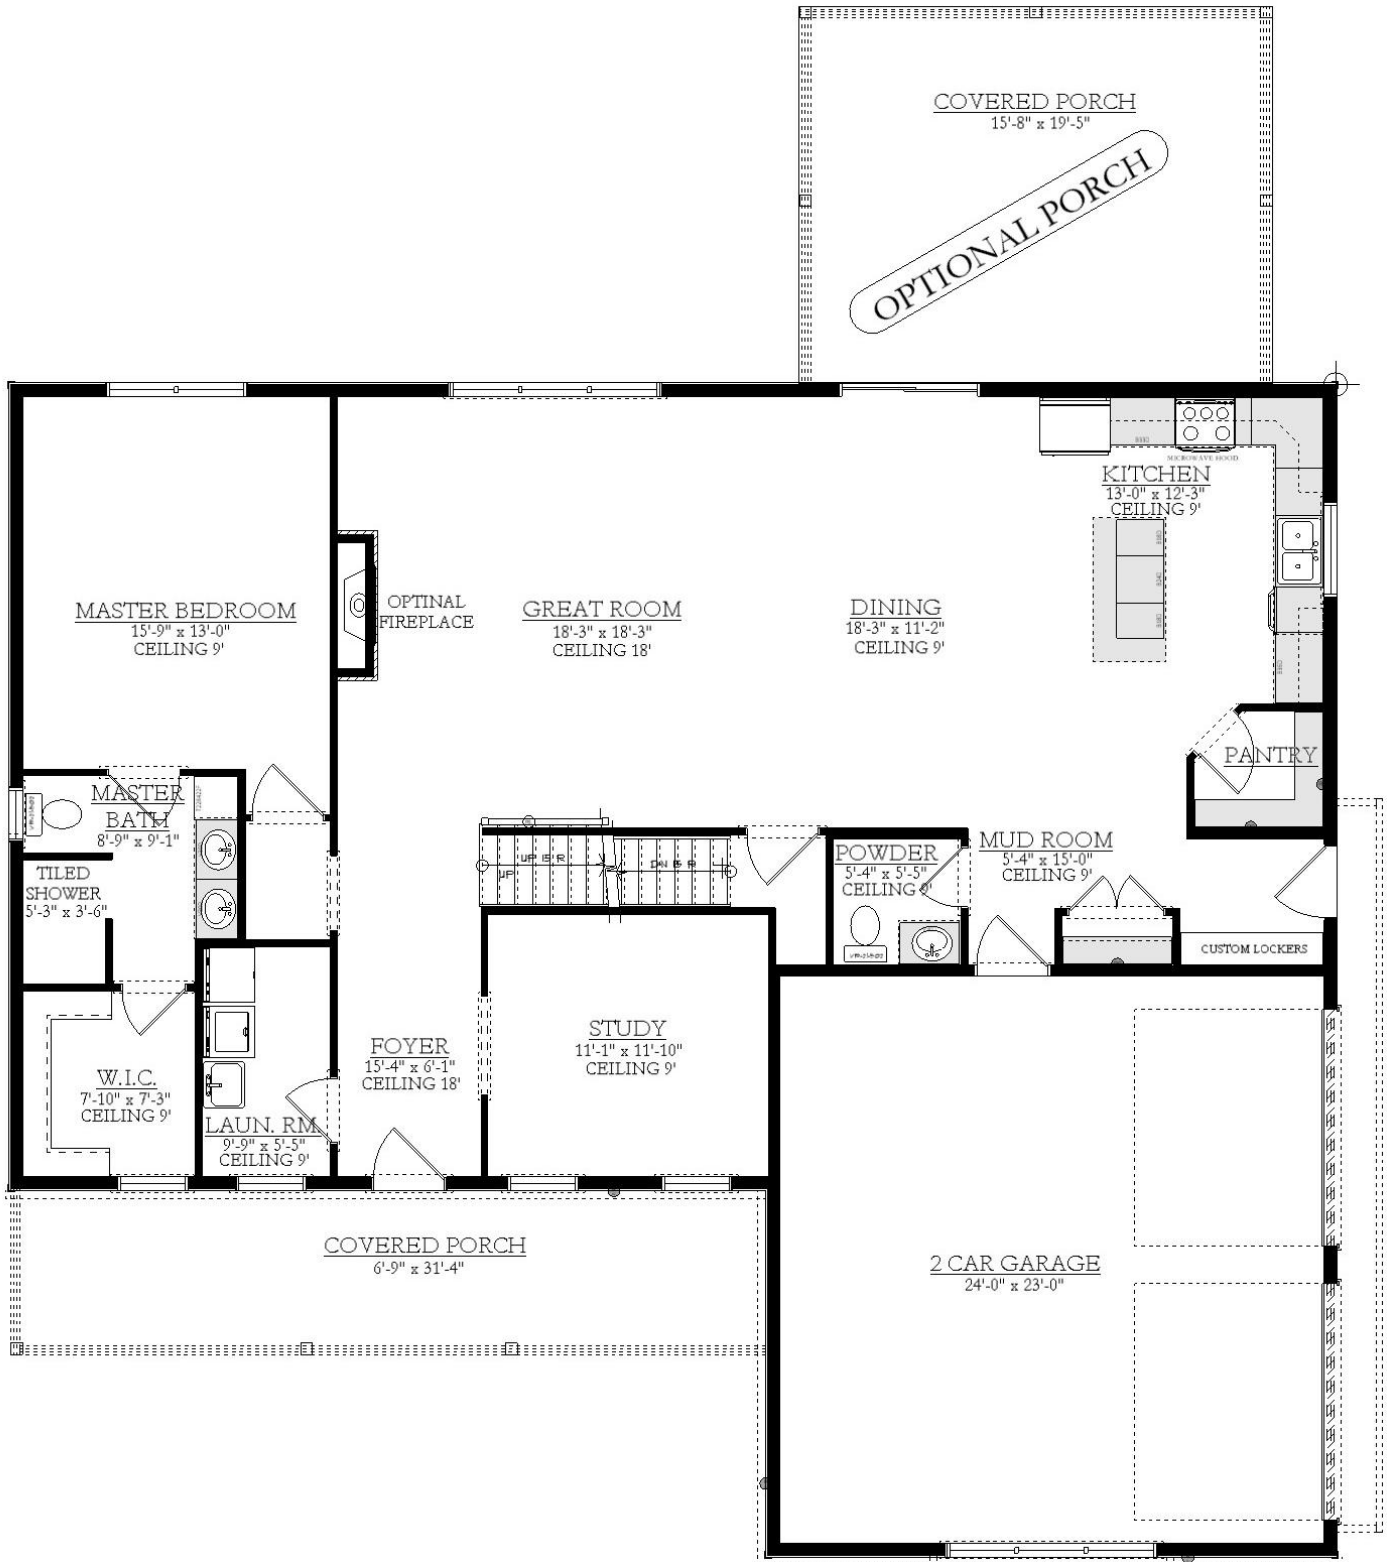 COVERED PORCH
15'-8" x 19'-5"
OPTIONAL PORCH
MICROWAVE HOOD
KITCHEN
13'-0" x 12'-3"
CEILING 9'
MASTER BEDROOM
15'-9" x 13'-0"
CEILING 9'
OPTINAL
FIREPLACE
GREAT ROOM
18'-3" x 18'-3"
CEILING 18'
DINING
18'-3" x 11'-2"
CEILING 9'
PANTRY
MASTER
BATH
8'-9" x 9'-1"
TILED
SHOWER
5'-3" x 3'-6"
UP
POWDER
5'-4" x 5'-5"
CEILING 9'
MUD ROOM
5'-4" x 15'-0"
CEILING 9'
CUSTOM LOCKERS
W.I.C.
7'-10" x 7'-3"
CEILING 9'
LAUN. RM.
9'-9" x 5'-5"
CEILING 9'
FOYER
15'-4" x 6'-1"
CEILING 18'
STUDY
11'-1" x 11'-10"
CEILING 9'
COVERED PORCH
6'-9" x 31'-4"
2 CAR GARAGE
24'-0" x 23'-0"